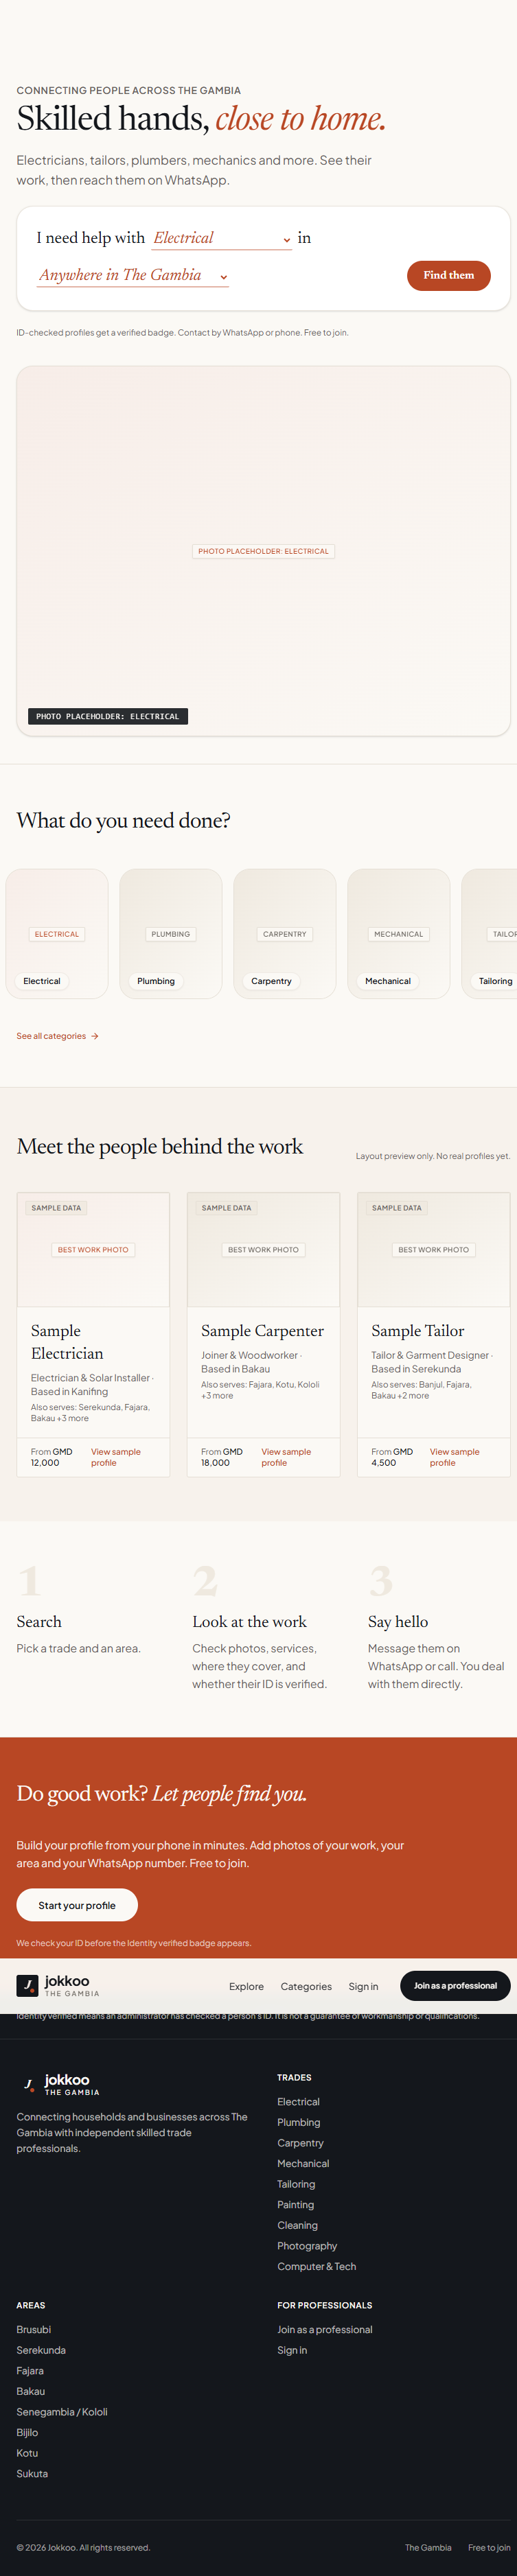 CONNECTING PEOPLE ACROSS THE GAMBIA
Skilled hands, close to home.
Electricians, tailors, plumbers, mechanics and more. See their
work, then reach them on WhatsApp.
I need help with Electrical in
Anywhere in The Gambia
Find them
ID-checked profiles get a verified badge. Contact by WhatsApp or phone. Free to join.
PHOTO PLACEHOLDER: ELECTRICAL
PHOTO PLACEHOLDER: ELECTRICAL
What do you need done?
ELECTRICAL
PLUMBING
CARPENTRY
MECHANICAL
TAILOR
Electrical
Plumbing
Carpentry
Mechanical
Tailoring
See all categories →
Meet the people behind the work
Layout preview only. No real profiles yet.
SAMPLE DATA
BEST WORK PHOTO
Sample
Electrician
Electrician & Solar Installer ·
Based in Kanifing
Also serves: Serekunda, Fajara,
Bakau +3 more
From GMD
12,000
View sample
profile
SAMPLE DATA
BEST WORK PHOTO
Sample Carpenter
Joiner & Woodworker ·
Based in Bakau
Also serves: Fajara, Kotu, Kololi
+3 more
From GMD
18,000
View sample
profile
SAMPLE DATA
BEST WORK PHOTO
Sample Tailor
Tailor & Garment Designer ·
Based in Serekunda
Also serves: Banjul, Fajara,
Bakau +2 more
From GMD
4,500
View sample
profile
1
Search
Pick a trade and an area.
2
Look at the work
Check photos, services,
where they cover, and
whether their ID is verified.
3
Say hello
Message them on
WhatsApp or call. You deal
with them directly.
Do good work? Let people find you.
Build your profile from your phone in minutes. Add photos of your work, your
area and your WhatsApp number. Free to join.
Start your profile
We check your ID before the Identity verified badge appears.
J jokkoo
THE GAMBIA
Explore
Categories
Sign in
Join as a professional
Identity verified means an administrator has checked a person's ID. It is not a guarantee of workmanship or qualifications.
J jokkoo
THE GAMBIA
Connecting households and businesses across The
Gambia with independent skilled trade
professionals.
TRADES
Electrical
Plumbing
Carpentry
Mechanical
Tailoring
Painting
Cleaning
Photography
Computer & Tech
AREAS
Brusubi
Serekunda
Fajara
Bakau
Senegambia / Kololi
Bijilo
Kotu
Sukuta
FOR PROFESSIONALS
Join as a professional
Sign in
© 2026 Jokkoo. All rights reserved.
The Gambia
Free to join